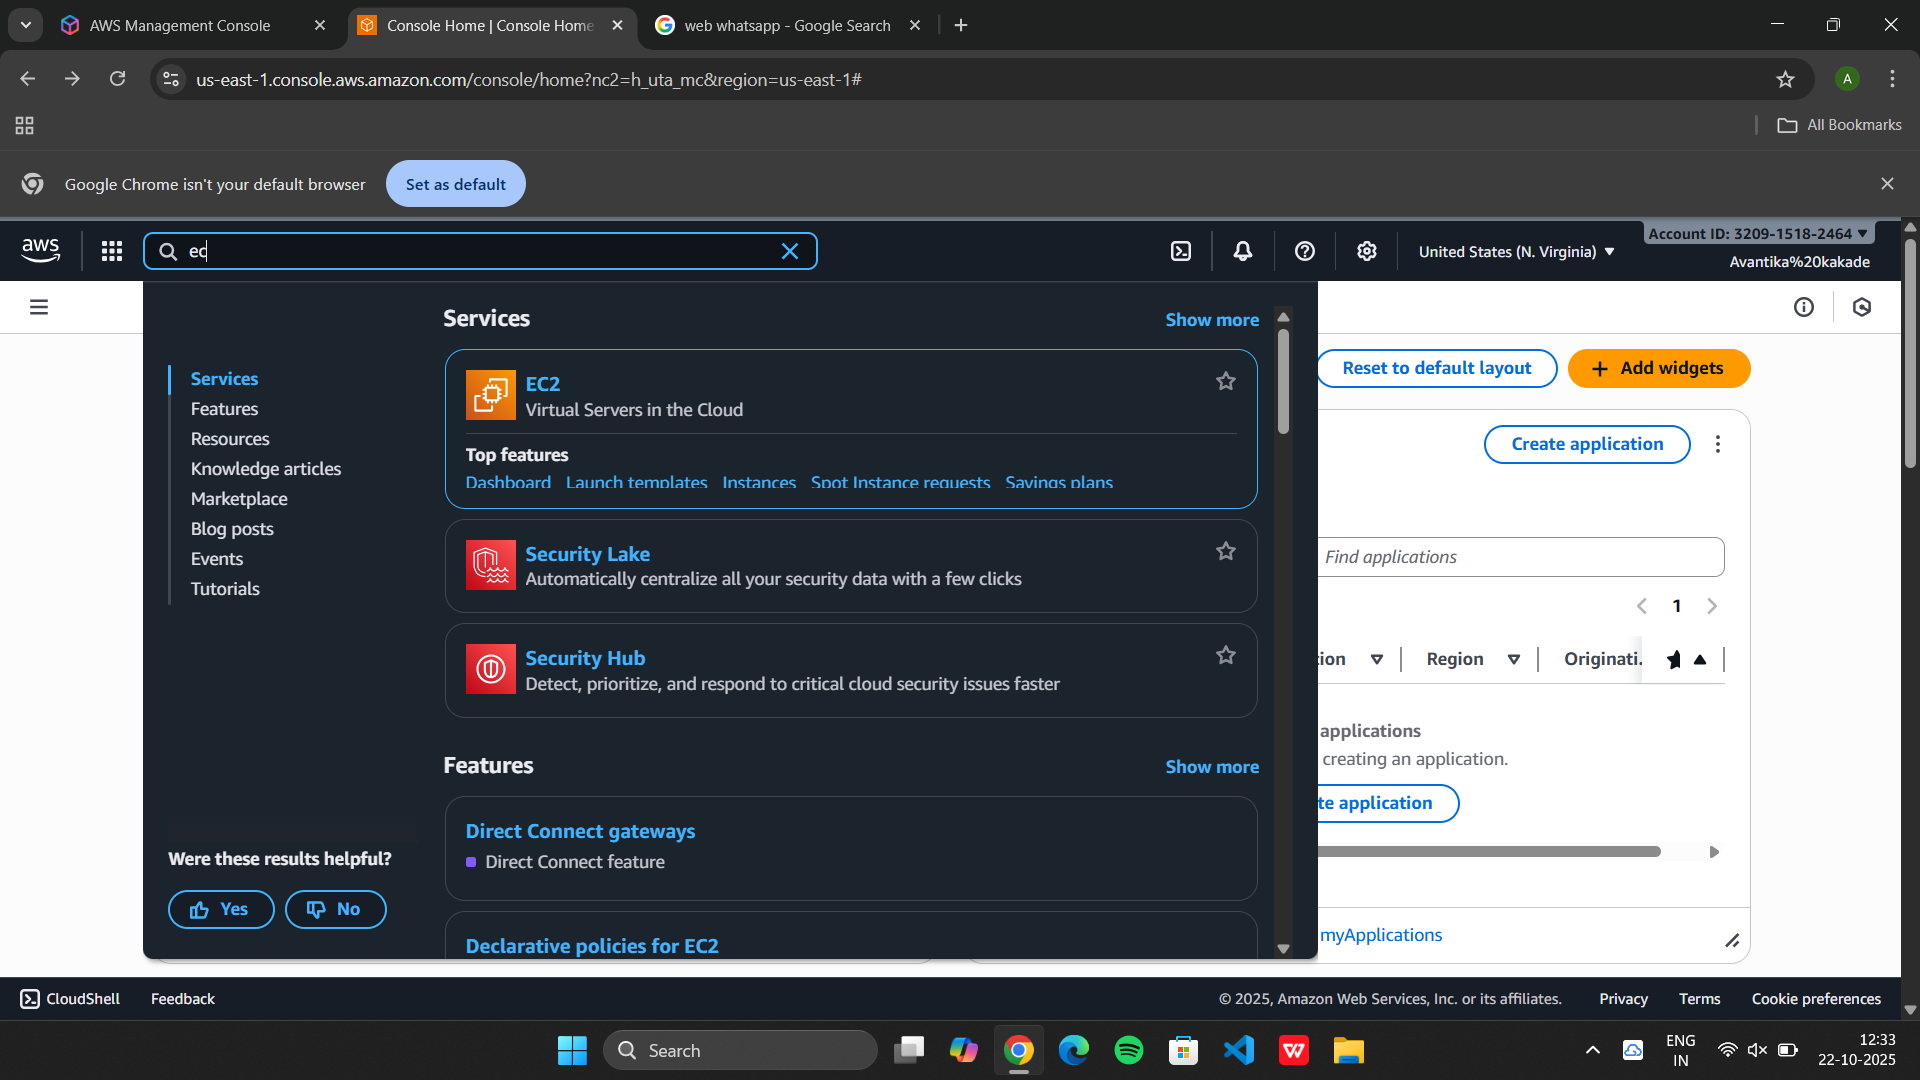 AWS Management Console
Console Home | Console Home
web whatsapp - Google Search
us-east-1.console.aws.amazon.com/console/home?nc2=h_uta_mc&region=us-east-1#
A
All Bookmarks
Google Chrome isn't your default browser
Set as default
aws
ec
United States (N. Virginia)
Account ID: 3209-1518-2464
Avantika%20kakade
Services
Features
Resources
Knowledge articles
Marketplace
Blog posts
Events
Tutorials
Were these results helpful?
Yes
No
Services
Show more
EC2
Virtual Servers in the Cloud
Top features
Dashboard Launch templates Instances Spot Instance requests Savings plans
Security Lake
Automatically centralize all your security data with a few clicks
Security Hub
Detect, prioritize, and respond to critical cloud security issues faster
Features
Show more
Direct Connect gateways
Direct Connect feature
Declarative policies for EC2
Reset to default layout
Add widgets
Create application
Find applications
1
tion
Region
Originati.
applications
creating an application.
te application
myApplications
CloudShell
Feedback
© 2025, Amazon Web Services, Inc. or its affiliates.
Privacy
Terms
Cookie preferences
Search
ENG
IN
12:33
22-10-2025